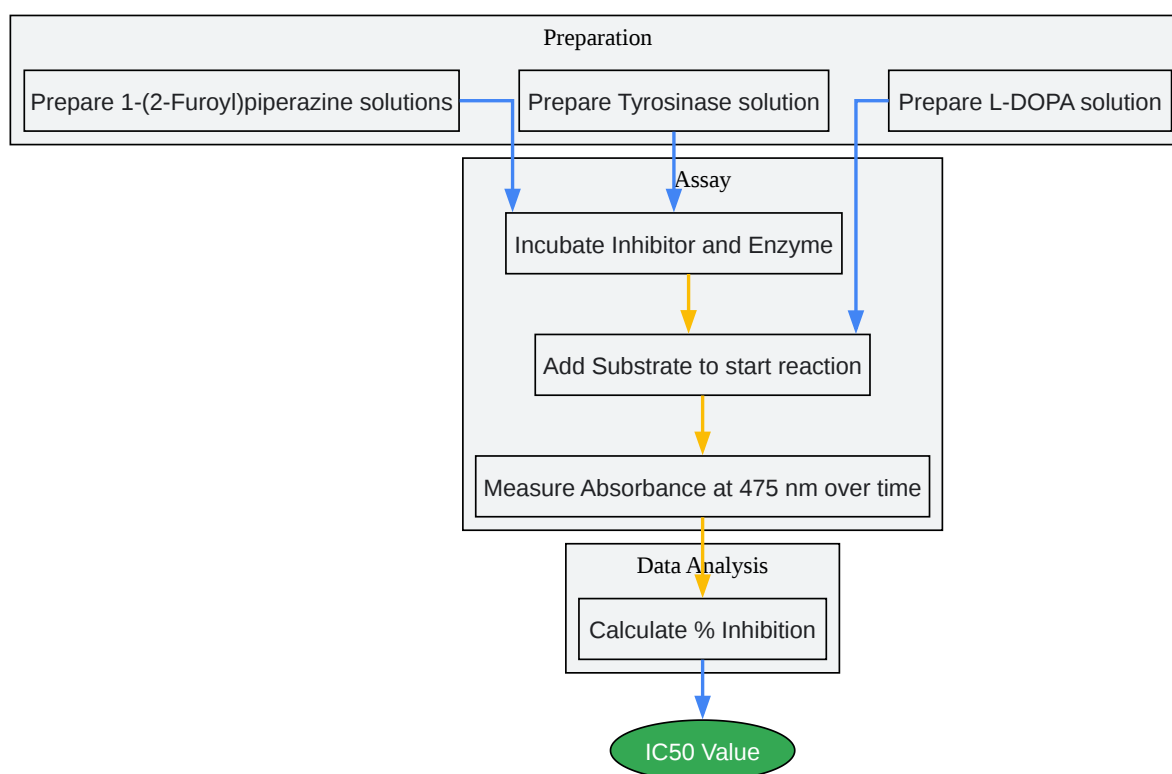 Preparation
Prepare 1-(2-Furoyl)piperazine solutions
Prepare Tyrosinase solution
Prepare L-DOPA solution
Assay
Incubate Inhibitor and Enzyme
Add Substrate to start reaction
Measure Absorbance at 475 nm over time
Data Analysis
Calculate % Inhibition
IC50 Value